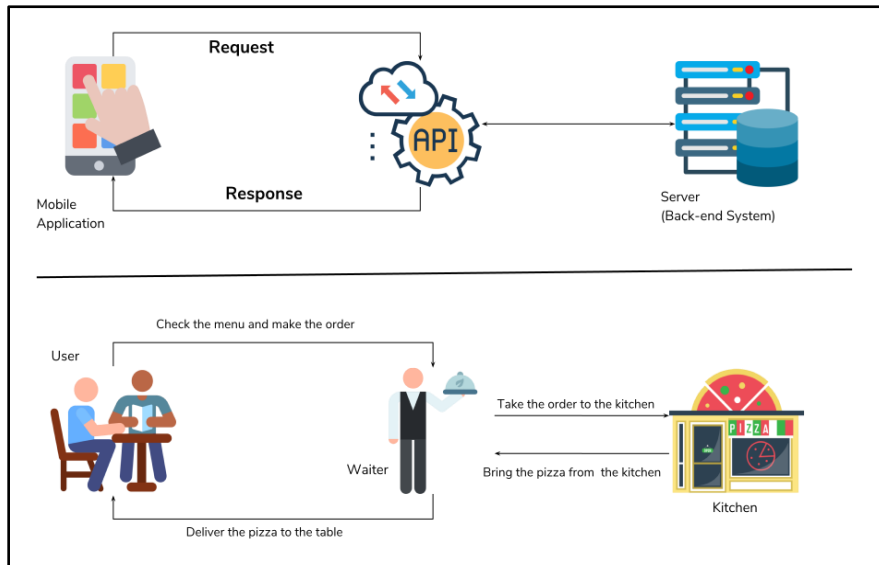 Request
API
Response
Mobile
Application
Server
(Back-end System)
Check the menu and make the order
User
Take the order to the kitchen
PIZZA
Waiter
Bring the pizza from the kitchen
Kitchen
Deliver the pizza to the table